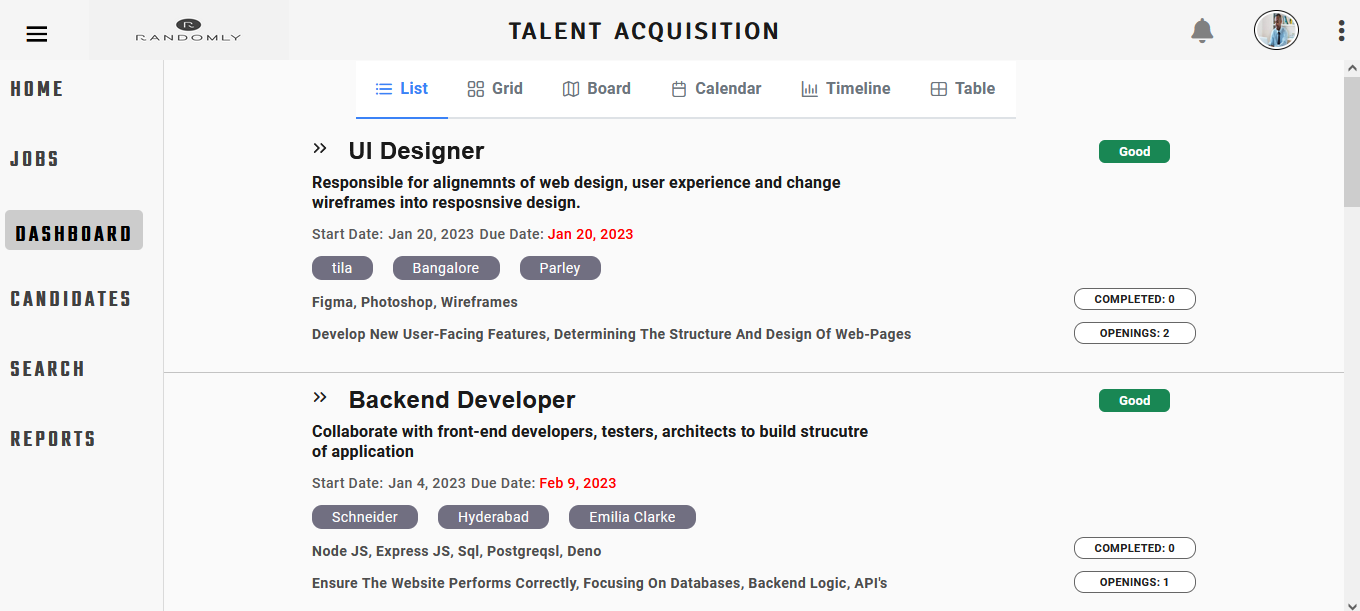 RANDOMLY
TALENT ACQUISITION
HOME
JOBS
DASHBOARD
CANDIDATES
SEARCH
REPORTS
List Grid Board Calendar Timeline Table
UI Designer Good
Responsible for alignemnts of web design, user experience and change
wireframes into resposnsive design.
Start Date: Jan 20, 2023 Due Date: Jan 20, 2023
tila Bangalore Parley
Figma, Photoshop, Wireframes COMPLETED: 0
Develop New User-Facing Features, Determining The Structure And Design Of Web-Pages OPENINGS: 2
Backend Developer Good
Collaborate with front-end developers, testers, architects to build strucutre
of application
Start Date: Jan 4, 2023 Due Date: Feb 9, 2023
Schneider Hyderabad Emilia Clarke
Node JS, Express JS, Sql, Postgreqsl, Deno COMPLETED: 0
Ensure The Website Performs Correctly, Focusing On Databases, Backend Logic, API's OPENINGS: 1